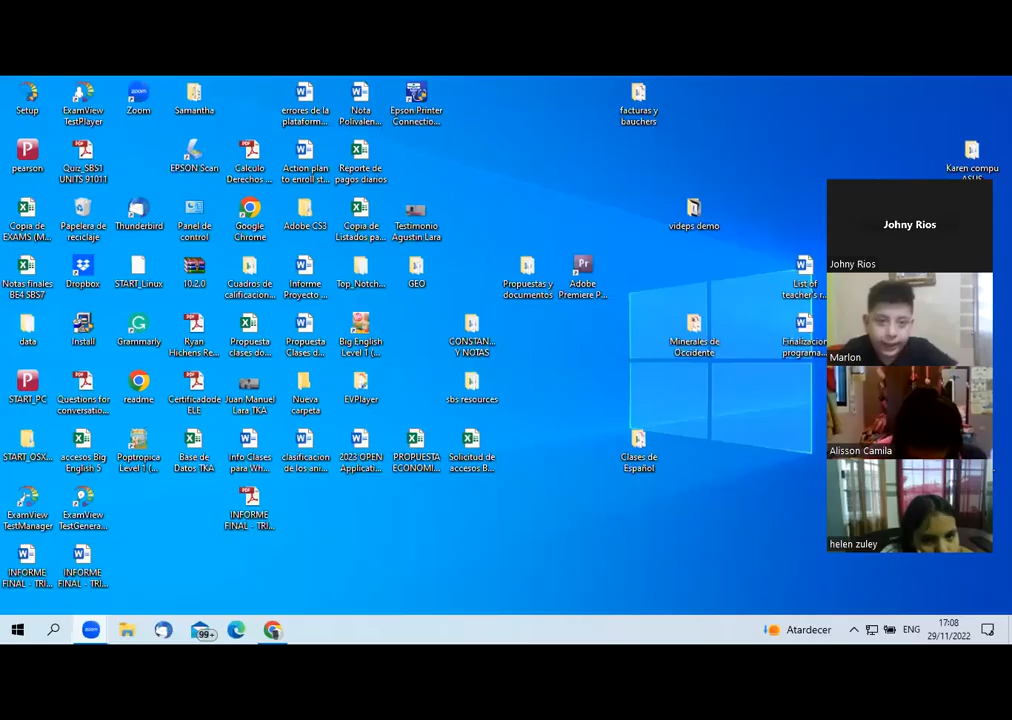 Setup
ExamView
TestPlayer
Zoom
zoom
Samantha
errores de la
plataform...
Nota
Polivalen...
Epson Printer
Connectio...
facturas y
bauchers
pearson
Quiz_SBS1
UNITS 91011
EPSON Scan
Calculo
Derechos ...
Action plan
to enroll st...
Reporte de
pagos diarios
Karen compu
ASUS
Copia de
EXAMS (M...
Papelera de
reciclaje
Thunderbird
Panel de
control
Google
Chrome
Adobe CS3
Copia de
Listados pa...
Testimonio
Agustin Lara
videps demo
Johny Rios
Johny Rios
Notas finales
BE4 SBS7
Dropbox
START_Linux
10.2.0
Cuadros de
calificacion...
Informe
Proyecto ...
Top_Notch...
GEO
Propuestas y
documentos
Adobe
Premiere P...
List of
teacher's r...
data
Install
Grammarly
Ryan
Hichens Re...
Propuesta
clases do...
Propuesta
Clases d...
Big English
Level 1 (...
CONSTAN...
Y NOTAS
Minerales de
Occidente
Finalizacion
programa...
Marlon
START_PC
Questions for
conversatio...
readme
Certificadode
ELE
Juan Manuel
Lara TKA
Nueva
carpeta
EVPlayer
sbs resources
START_OSX...
accesos Big
English 5
Poptropica
Level 1 (...
Base de
Datos TKA
Info Clases
para Wh...
clasificacion
de los ani...
2023 OPEN
Applicati...
PROPUESTA
ECONOMI...
Solicitud de
accesos B...
Clases de
Español
Alisson Camila
ExamView
TestManager
ExamView
TestGenera...
INFORME
FINAL - TRI...
helen zuley
INFORME
FINAL - TRI...
INFORME
FINAL - TRI...
zoom
99+
Atardecer
ENG
17:08
29/11/2022